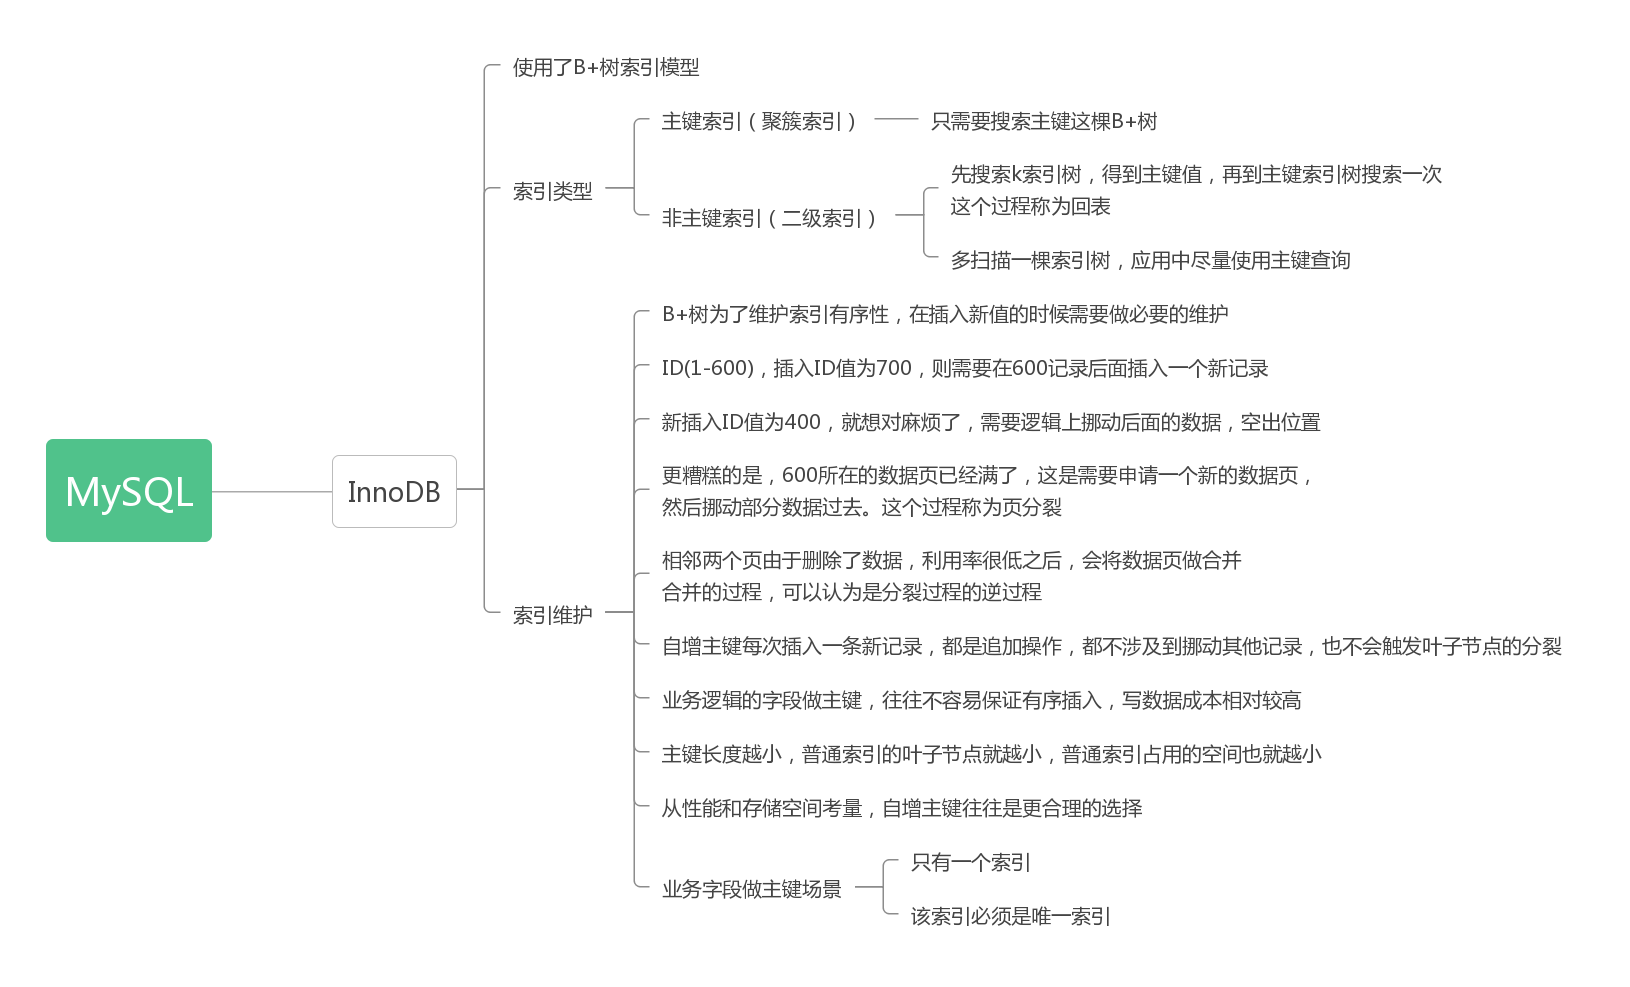 使用了B+树索引模型
主键索引（聚簇索引）
只需要搜索主键这棵B+树
先搜索k索引树，得到主键值，再到主键索引树搜索一次
这个过程称为回表
索引类型
非主键索引（二级索引）
多扫描一棵索引树，应用中尽量使用主键查询
B+树为了维护索引有序性，在插入新值的时候需要做必要的维护
ID(1-600)，插入ID值为700，则需要在600记录后面插入一个新记录
新插入ID值为400，就想对麻烦了，需要逻辑上挪动后面的数据，空出位置
更糟糕的是，600所在的数据页已经满了，这是需要申请一个新的数据页，
然后挪动部分数据过去。这个过程称为页分裂
MySQL
InnoDB
相邻两个页由于删除了数据，利用率很低之后，会将数据页做合并
合并的过程，可以认为是分裂过程的逆过程
索引维护
自增主键每次插入一条新记录，都是追加操作，都不涉及到挪动其他记录，也不会触发叶子节点的分裂
业务逻辑的字段做主键，往往不容易保证有序插入，写数据成本相对较高
主键长度越小，普通索引的叶子节点就越小，普通索引占用的空间也就越小
从性能和存储空间考量，自增主键往往是更合理的选择
业务字段做主键场景
只有一个索引
该索引必须是唯一索引